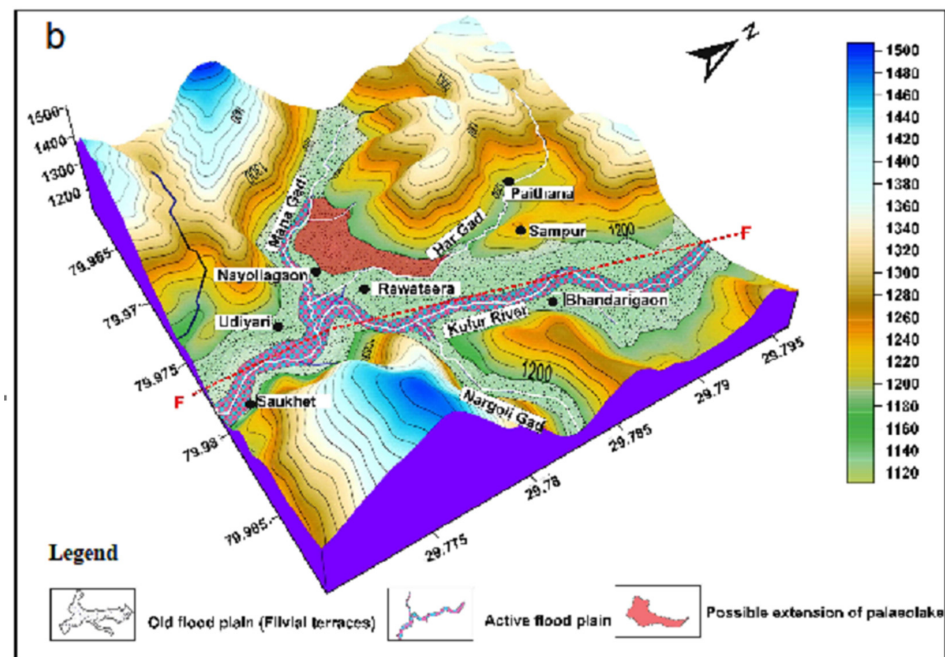 b
Z
1500
1400
1300
1200
79.965
79.97
79.975
79.98
79.985
29.775
29.78
29.785
29.79
29.795
1500
1480
1460
1440
1420
1400
1380
1360
1340
1320
1300
1280
1260
1240
1220
1200
1180
1160
1140
1120
Mana Gad
Har Gad
Paithana
Sampur
1200
F
Nayollagaon
Rawatsera
Bhandarigaon
Udiyari
Kulur River
1200
F
Saukhet
Nargoli Gad
Legend
Old flood plain (Fllvial terraces)
Active flood plain
Possible extension of palaeolake